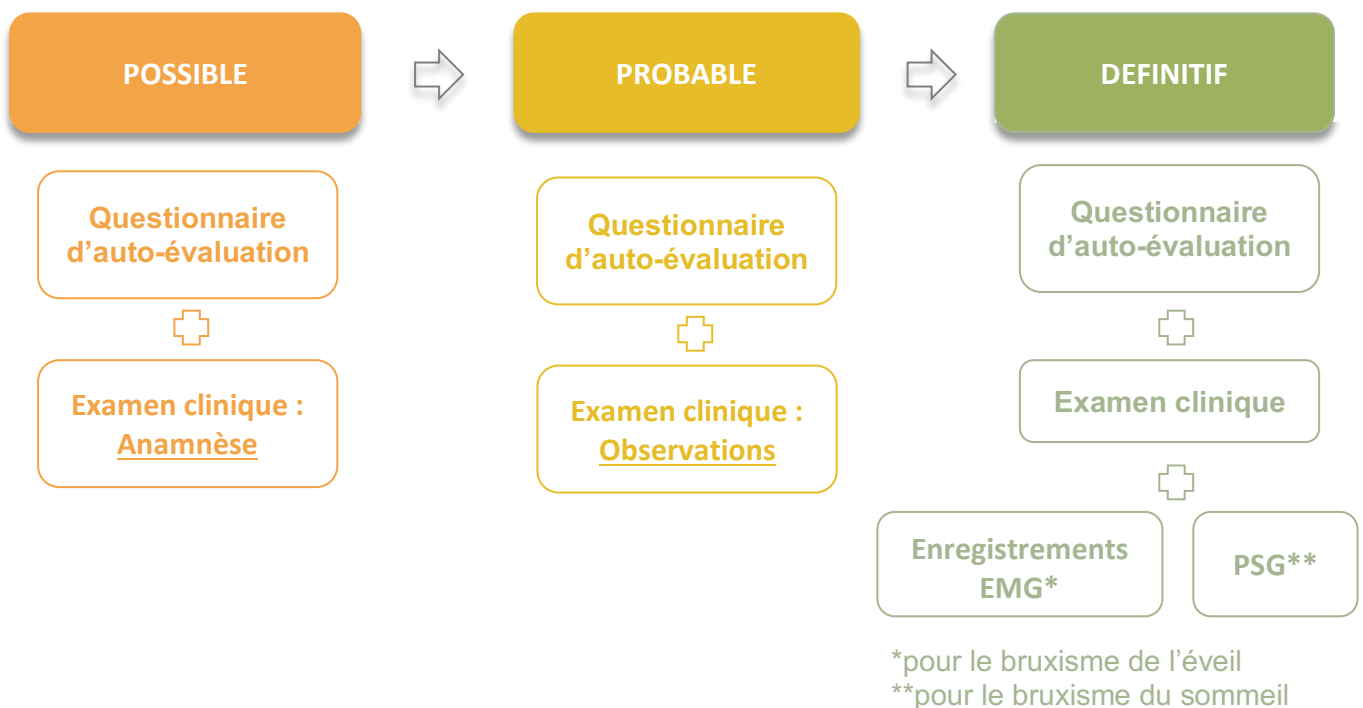 POSSIBLE
PROBABLE
DEFINITIF
Questionnaire
d’auto-évaluation
Examen clinique :
Anamnèse
Questionnaire
d’auto-évaluation
Examen clinique :
Observations
Questionnaire
d’auto-évaluation
Examen clinique
Enregistrements
EMG*
PSG**
*pour le bruxisme de l’éveil
**pour le bruxisme du sommeil